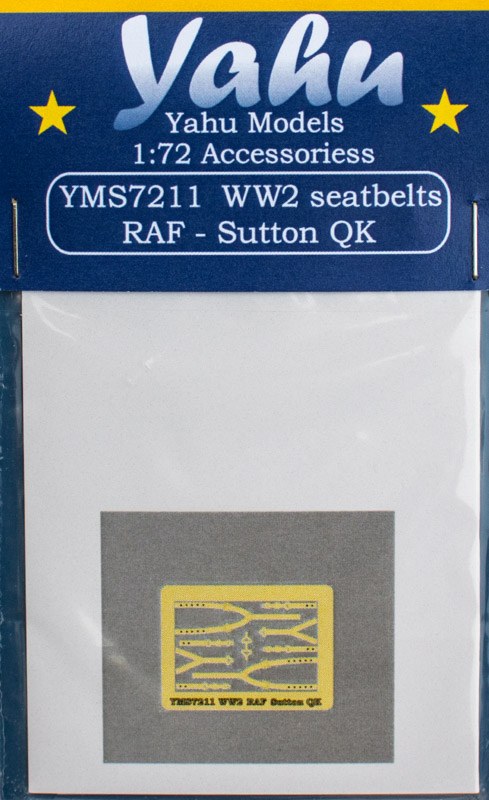 Yahu
Yahu Models
1:72 Accessoriess
YMS7211 WW2 seatbelts
RAF - Sutton QK
YMS7211 WW2 RAF Sutton QK